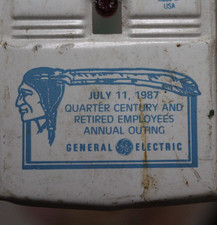 USA
JULY 11, 1987
QUARTER CENTURY AND
RETIRED EMPLOYEES
ANNUAL OUTING
GENERAL ELECTRIC